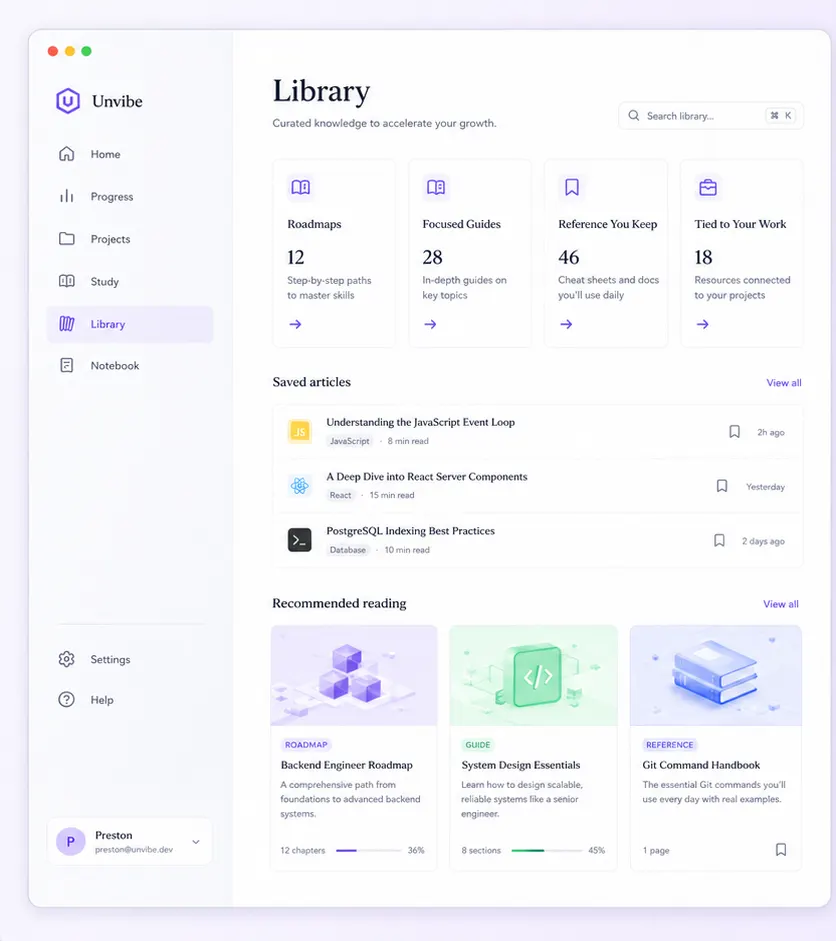 Unvibe
Home
Progress
Projects
Study
Library
Notebook
Settings
Help
P
Preston
preston@unvibe.dev
Library
Curated knowledge to accelerate your growth.
Search library...
⌘ K
Roadmaps
12
Step-by-step paths
to master skills
Focused Guides
28
In-depth guides on
key topics
Reference You Keep
46
Cheat sheets and docs
you'll use daily
Tied to Your Work
18
Resources connected
to your projects
Saved articles
View all
JS
Understanding the JavaScript Event Loop
JavaScript · 8 min read
2h ago
A Deep Dive into React Server Components
React · 15 min read
Yesterday
>_
PostgreSQL Indexing Best Practices
Database · 10 min read
2 days ago
Recommended reading
View all
ROADMAP
Backend Engineer Roadmap
A comprehensive path from
foundations to advanced backend
systems.
12 chapters
36%
</>
GUIDE
System Design Essentials
Learn how to design scalable,
reliable systems like a senior
engineer.
8 sections
45%
REFERENCE
Git Command Handbook
The essential Git commands you'll
use every day with real examples.
1 page